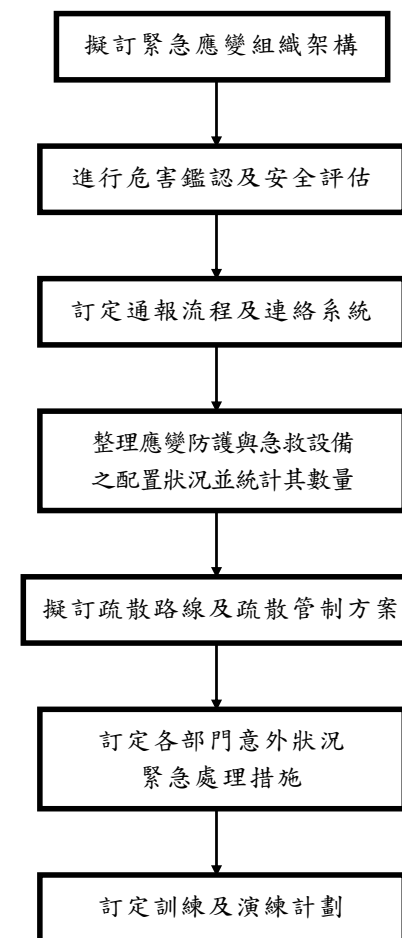 擬訂緊急應變組織架構
進行危害鑑認及安全評估
訂定通報流程及連絡系統
整理應變防護與急救設備
之配置狀況並統計其數量
擬訂疏散路線及疏散管制方案
訂定各部門意外狀況
緊急處理措施
訂定訓練及演練計劃